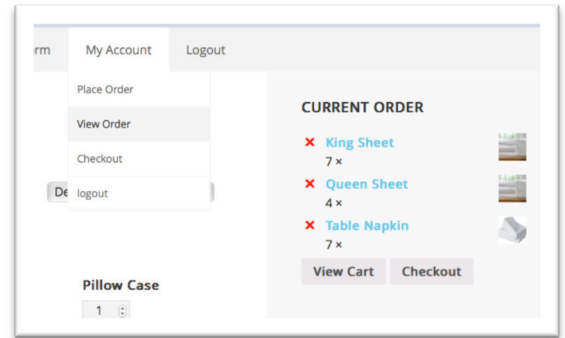 rm My Account Logout
Place Order
View Order
Checkout
logout
De
Pillow Case
1
CURRENT ORDER
× King Sheet
7 ×
× Queen Sheet
4 ×
× Table Napkin
7 ×
View Cart Checkout